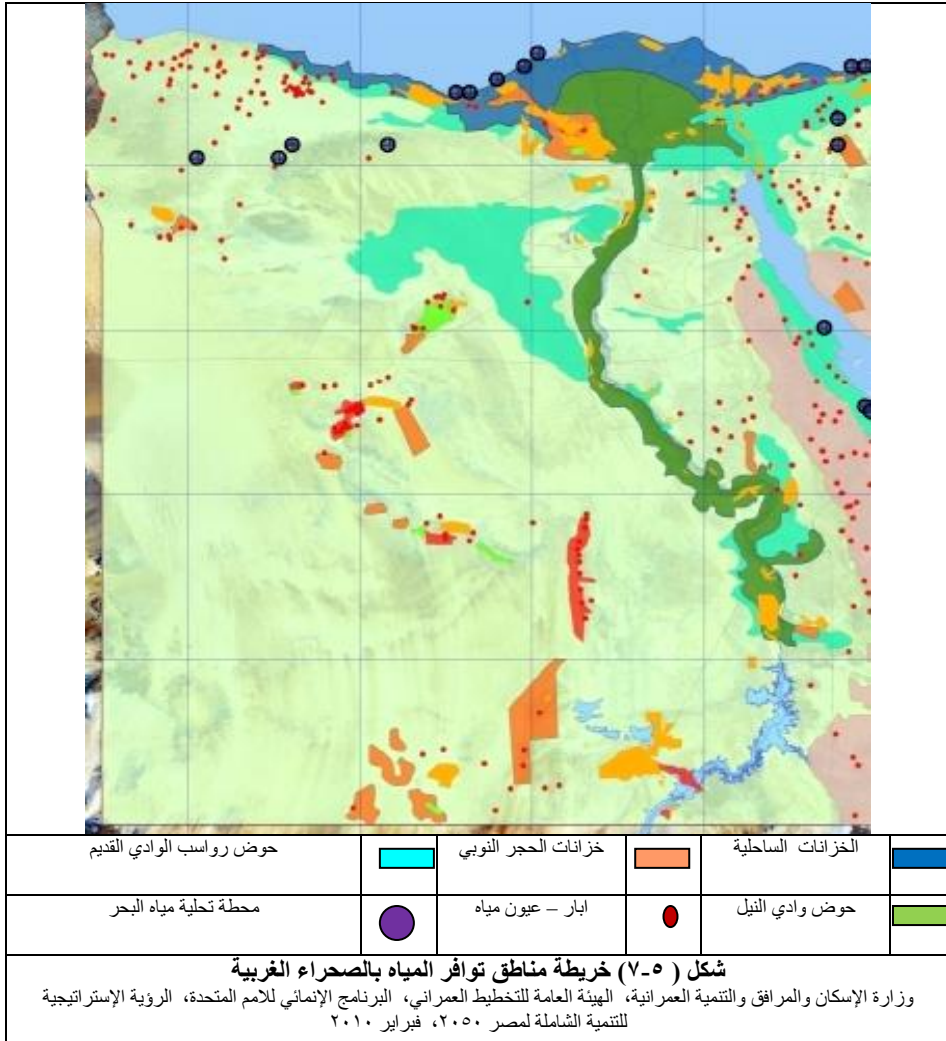 الخزانات الساحلية
خزانات الحجر النوبي
حوض رواسب الوادي القديم
حوض وادي النيل
ابار – عيون مياه
محطة تحلية مياه البحر
شكل ( ٥-٧) خريطة مناطق توافر المياه بالصحراء الغربية
وزارة الإسكان والمرافق والتنمية العمرانية، الهيئة العامة للتخطيط العمراني، البرنامج الإنمائي للامم المتحدة، الرؤية الإستراتيجية
للتنمية الشاملة لمصر ٢٠٥٠، فبراير ٢٠١٠